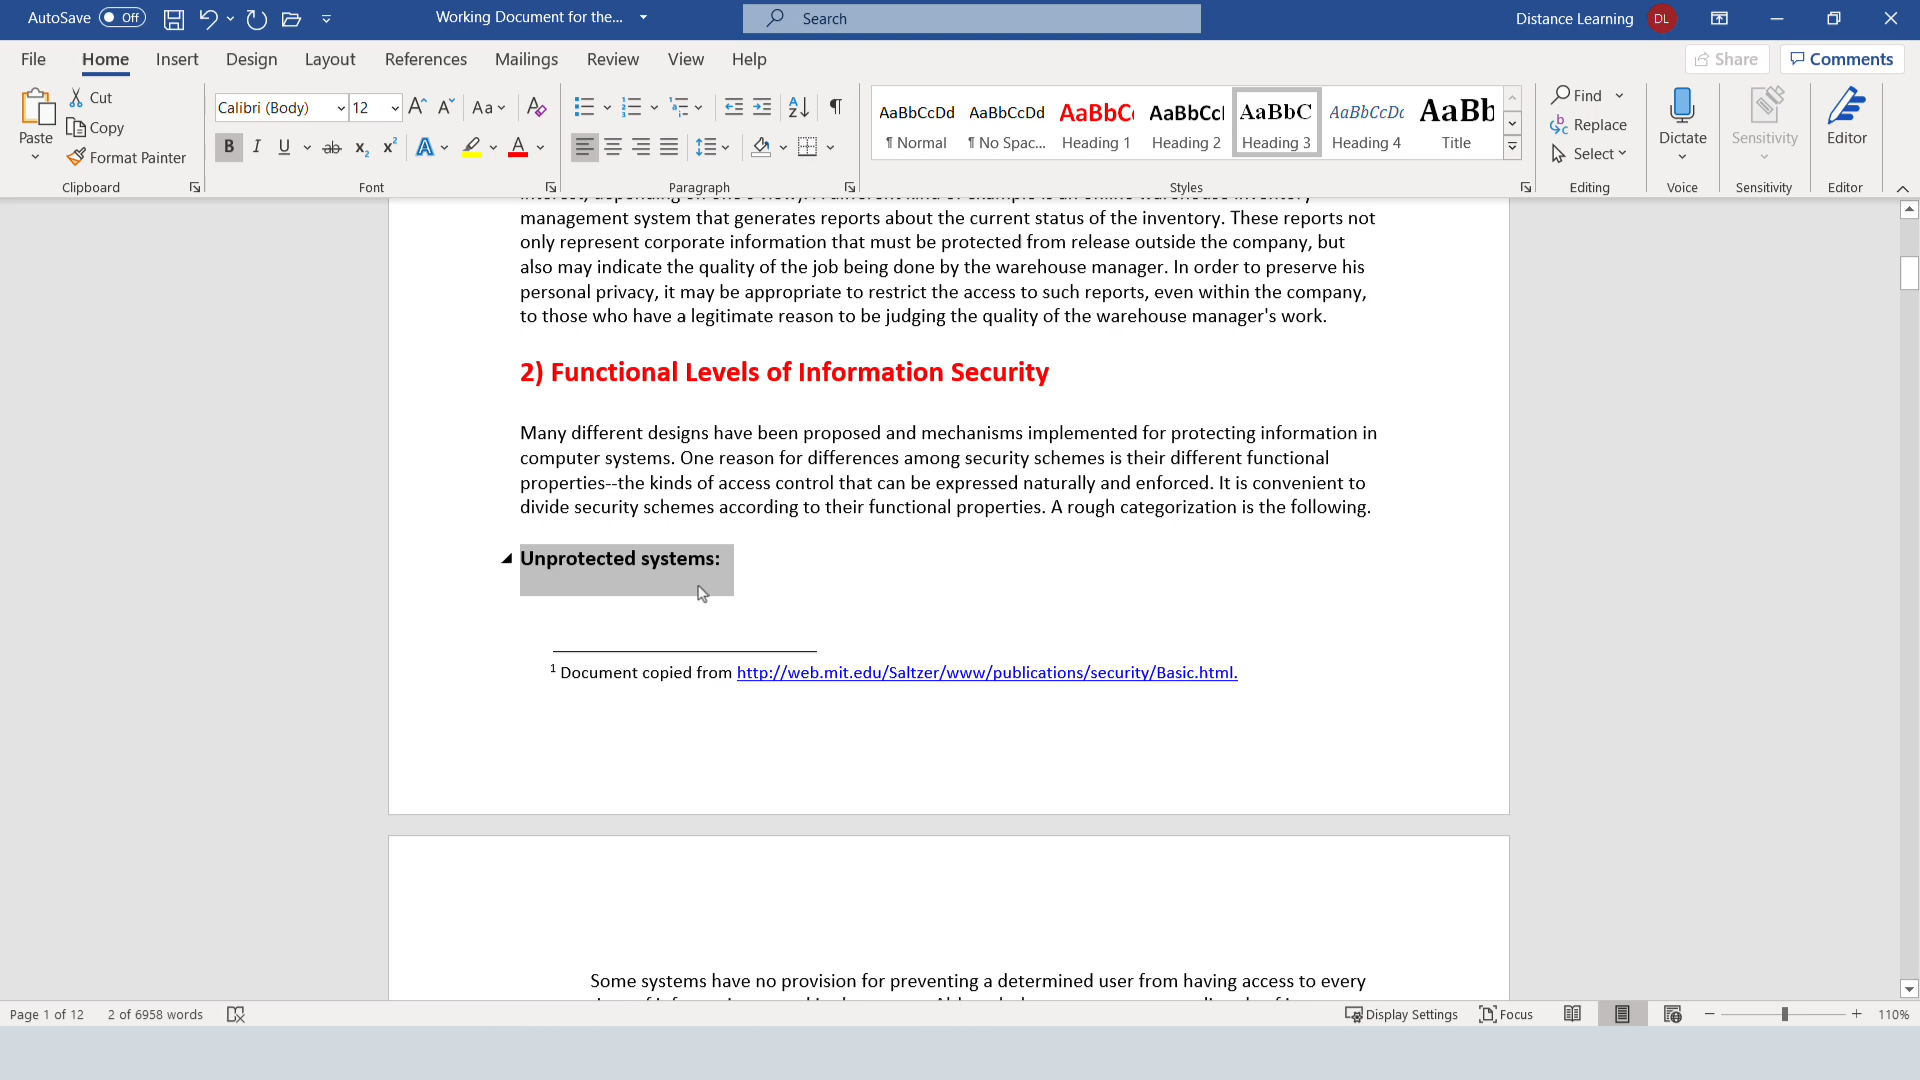 AutoSave Off
Working Document for the...
Search
Distance Learning DL
File Home Insert Design Layout References Mailings Review View Help
Share Comments
Paste
Cut
Copy
Format Painter
Clipboard
Calibri (Body) 12
Font
Paragraph
AaBbCcDd AaBbCcDd AaBbC AaBbCcI AaBbC AaBbCcDc AaBb
¶ Normal ¶ No Spac... Heading 1 Heading 2 Heading 3 Heading 4 Title
Styles
Find
Replace
Select
Editing
Dictate
Voice
Sensitivity
Sensitivity
Editor
Editor
management system that generates reports about the current status of the inventory. These reports not
only represent corporate information that must be protected from release outside the company, but
also may indicate the quality of the job being done by the warehouse manager. In order to preserve his
personal privacy, it may be appropriate to restrict the access to such reports, even within the company,
to those who have a legitimate reason to be judging the quality of the warehouse manager's work.
2) Functional Levels of Information Security
Many different designs have been proposed and mechanisms implemented for protecting information in
computer systems. One reason for differences among security schemes is their different functional
properties--the kinds of access control that can be expressed naturally and enforced. It is convenient to
divide security schemes according to their functional properties. A rough categorization is the following.
Unprotected systems:
1 Document copied from http://web.mit.edu/Saltzer/www/publications/security/Basic.html.
Some systems have no provision for preventing a determined user from having access to every
Page 1 of 12 2 of 6958 words
Display Settings Focus 110%